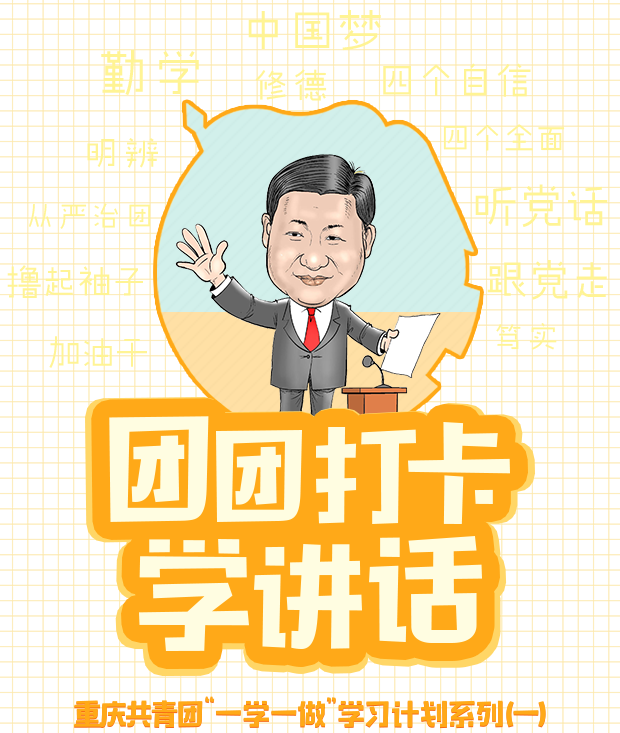 中国梦
勤学
修德
四个自信
明辨
四个全面
从严治团
听党话
撸起袖子
跟党走
加油干
笃实
团团打卡
学讲话
重庆共青团“一学一做”学习计划系列(一)